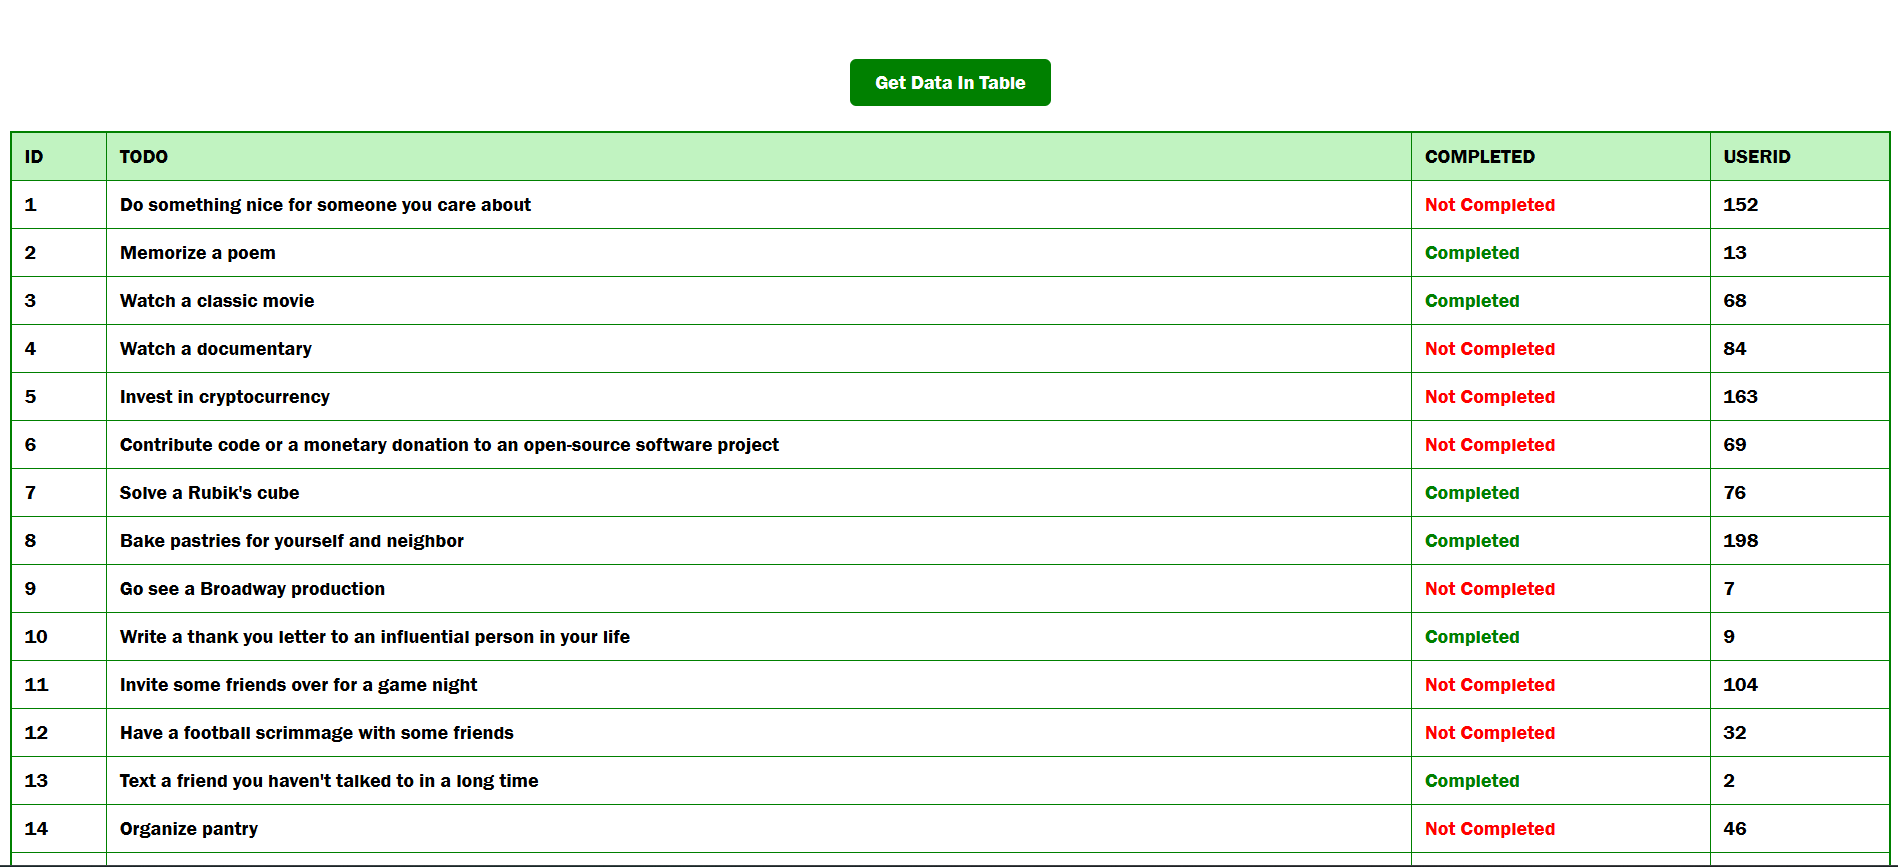 Get Data In Table
ID TODO COMPLETED USERID
1 Do something nice for someone you care about Not Completed 152
2 Memorize a poem Completed 13
3 Watch a classic movie Completed 68
4 Watch a documentary Not Completed 84
5 Invest in cryptocurrency Not Completed 163
6 Contribute code or a monetary donation to an open-source software project Not Completed 69
7 Solve a Rubik's cube Completed 76
8 Bake pastries for yourself and neighbor Completed 198
9 Go see a Broadway production Not Completed 7
10 Write a thank you letter to an influential person in your life Completed 9
11 Invite some friends over for a game night Not Completed 104
12 Have a football scrimmage with some friends Not Completed 32
13 Text a friend you haven't talked to in a long time Completed 2
14 Organize pantry Not Completed 46